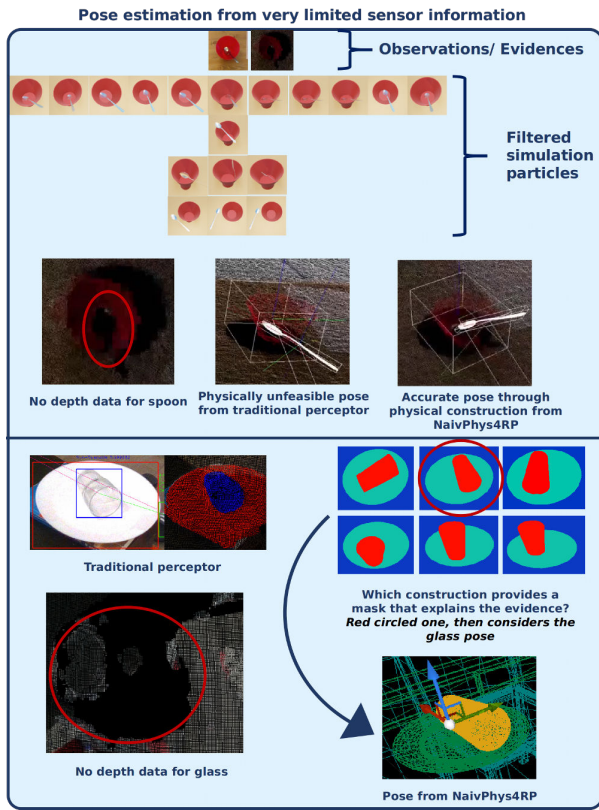 Pose estimation from very limited sensor information
Observations/ Evidences
Filtered
simulation
particles
No depth data for spoon
Physically unfeasible pose
from traditional perceptor
Accurate pose through
physical construction from
NaivPhys4RP
Traditional perceptor
Which construction provides a
mask that explains the evidence?
Red circled one, then considers the
glass pose
No depth data for glass
Pose from NaivPhys4RP